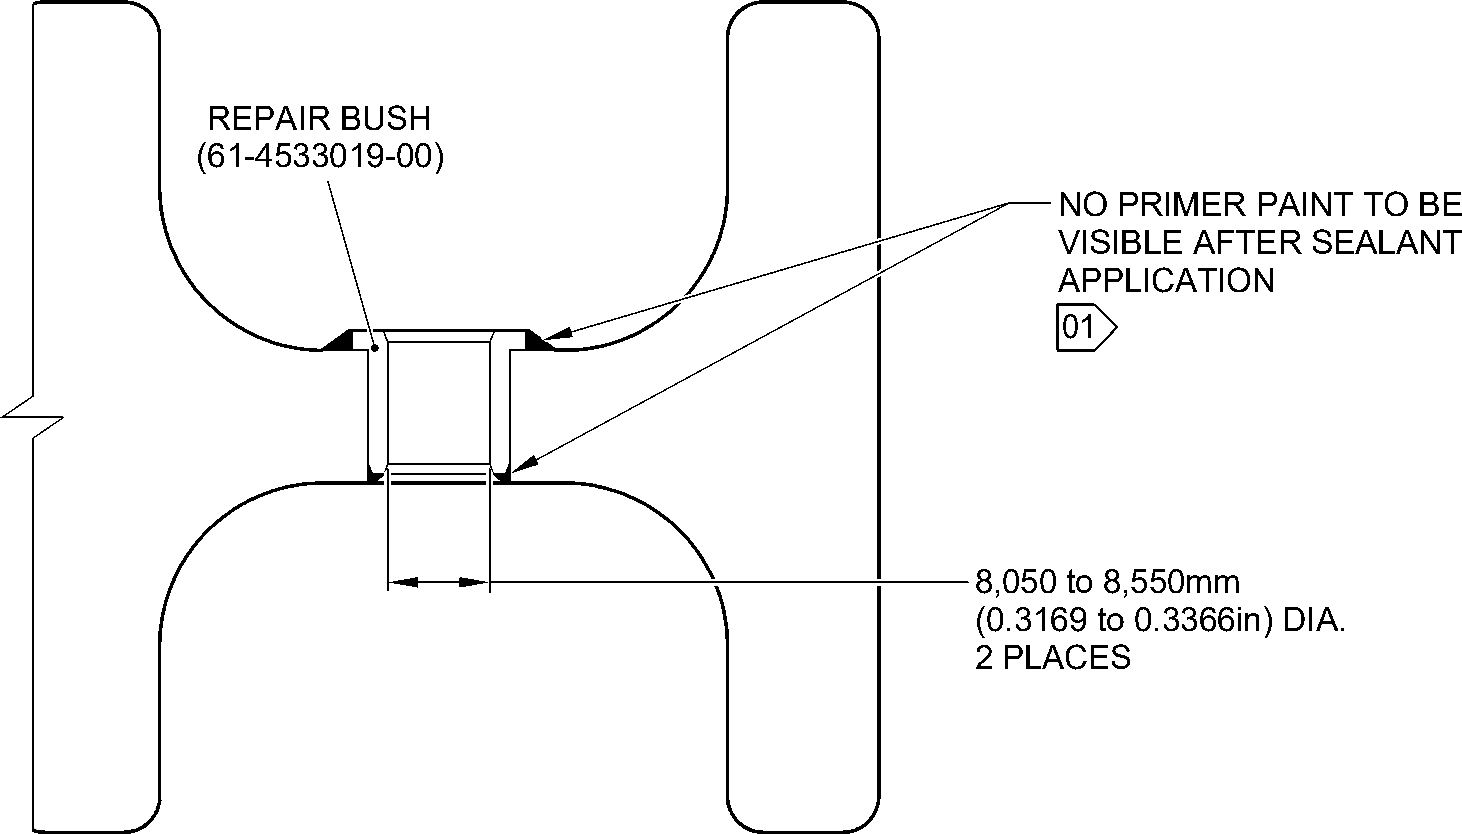 REPAIR BUSH
(61-4533019-00)
NO PRIMER PAINT TO BE
VISIBLE AFTER SEALANT
APPLICATION
01
8,050 to 8,550mm
(0.3169 to 0.3366in) DIA.
2 PLACES